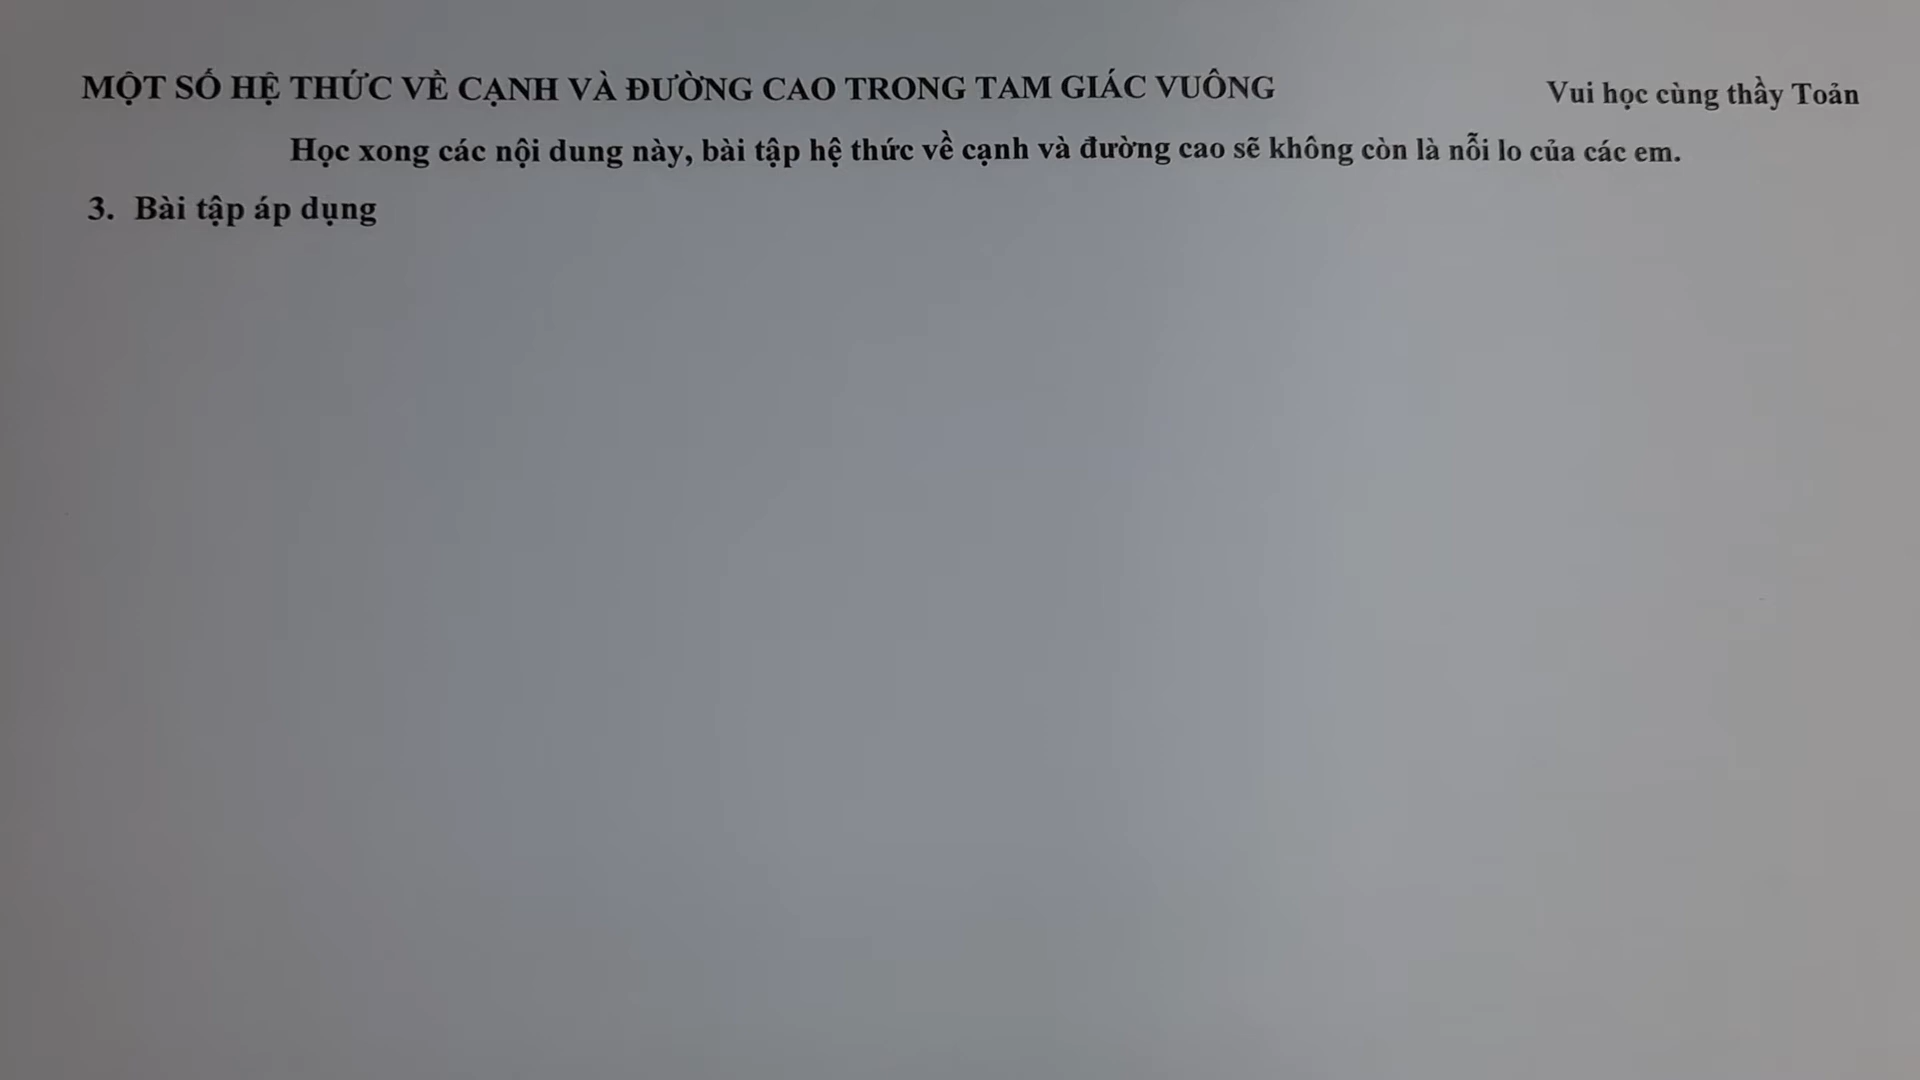 MỘT SỐ HỆ THỨC VỀ CẠNH VÀ ĐƯỜNG CAO TRONG TAM GIÁC VUÔNG Vui học cùng thầy Toản
Học xong các nội dung này, bài tập hệ thức về cạnh và đường cao sẽ không còn là nỗi lo của các em.
3. Bài tập áp dụng